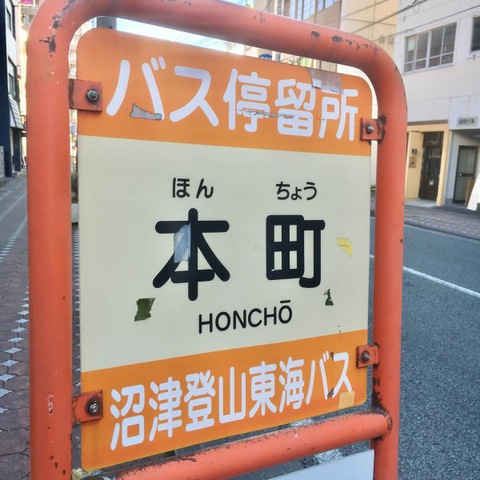 バス停留所
ほん ちょう
本町
HONCHŌ
沼津登山東海バス